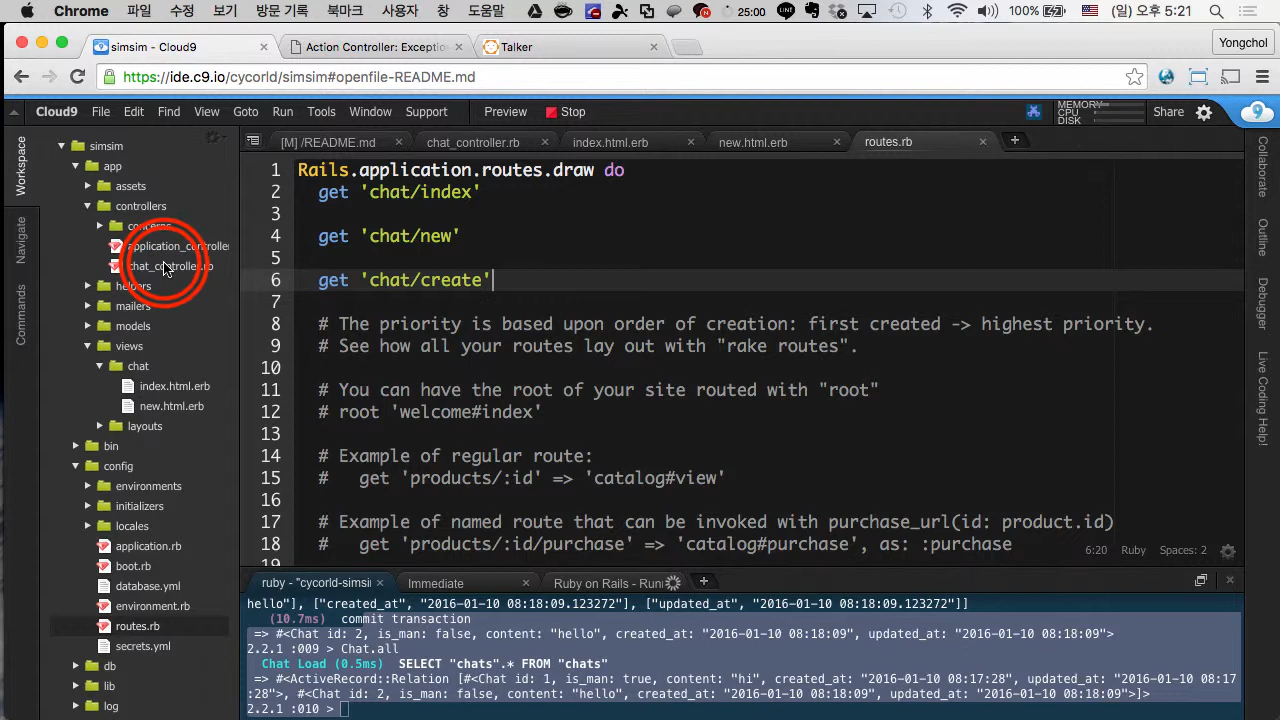 Chrome 파일 수정 보기 방문 기록 북마크 사용자 창 도움말 25:00 100% (일) 오후 5:21
simsim - Cloud9 Action Controller: Exceptio Talker Yongchol
https://ide.c9.io/cycorld/simsim#openfile-README.md
Cloud9 File Edit Find View Goto Run Tools Window Support Preview Stop MEMORY CPU DISK Share
[M] /README.md chat_controller.rb index.html.erb new.html.erb routes.rb
Workspace
Navigate
Commands
simsim
app
assets
controllers
concerns
application_controller
chat_controller.rb
helpers
mailers
models
views
chat
index.html.erb
new.html.erb
layouts
bin
config
environments
initializers
locales
application.rb
boot.rb
database.yml
environment.rb
routes.rb
secrets.yml
db
lib
log
1 Rails.application.routes.draw do
2 get 'chat/index'
3
4 get 'chat/new'
5
6 get 'chat/create'
7
8 # The priority is based upon order of creation: first created -> highest priority.
9 # See how all your routes lay out with "rake routes".
10
11 # You can have the root of your site routed with "root"
12 # root 'welcome#index'
13
14 # Example of regular route:
15 #   get 'products/:id' => 'catalog#view'
16
17 # Example of named route that can be invoked with purchase_url(id: product.id)
18 #   get 'products/:id/purchase' => 'catalog#purchase', as: :purchase
19
6:20 Ruby Spaces: 2
Collaborate
Outline
Debugger
Live Coding Help!
ruby - "cycorld-simsi Immediate Ruby on Rails - Run
hello"], ["created_at", "2016-01-10 08:18:09.123272"], ["updated_at", "2016-01-10 08:18:09.123272"]]
(10.7ms)  commit transaction
=> #<Chat id: 2, is_man: false, content: "hello", created_at: "2016-01-10 08:18:09", updated_at: "2016-01-10 08:18:09">
2.2.1 :009 > Chat.all
Chat Load (0.5ms)  SELECT "chats".* FROM "chats"
=> #<ActiveRecord::Relation [#<Chat id: 1, is_man: true, content: "hi", created_at: "2016-01-10 08:17:28", updated_at: "2016-01-10 08:17
:28">, #<Chat id: 2, is_man: false, content: "hello", created_at: "2016-01-10 08:18:09", updated_at: "2016-01-10 08:18:09">]>
2.2.1 :010 >